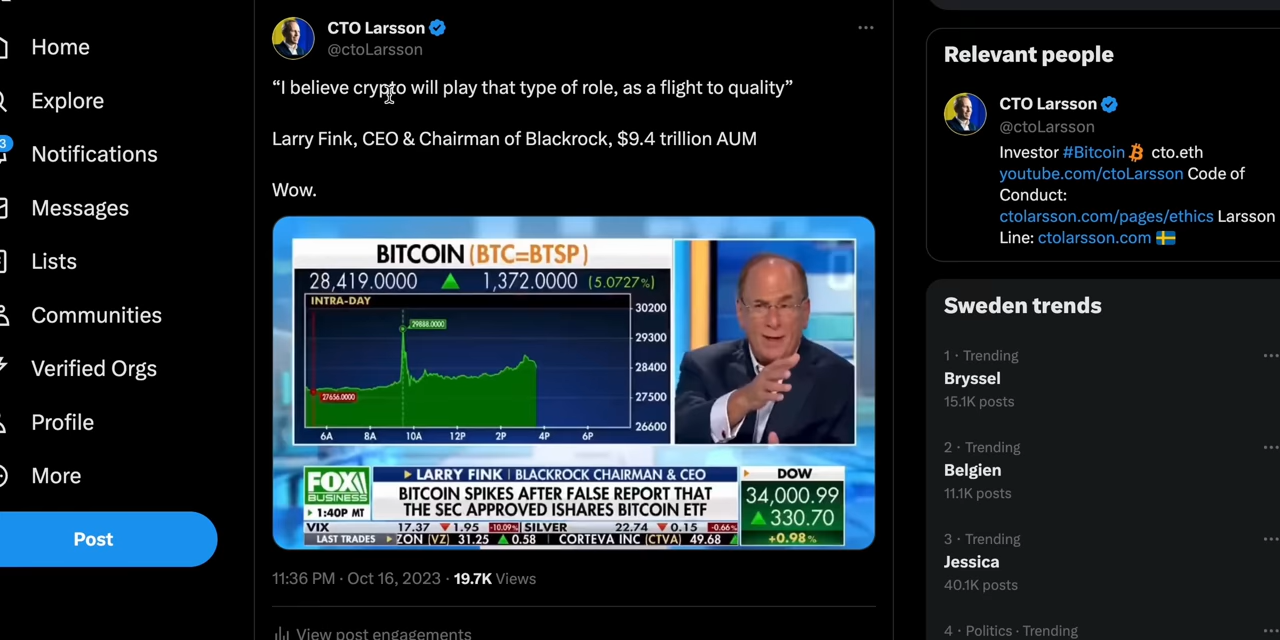 Home
Explore
3
Notifications
Messages
Lists
Communities
Verified Orgs
Profile
More
Post
CTO Larsson
@ctoLarsson
“I believe crypto will play that type of role, as a flight to quality”
Larry Fink, CEO & Chairman of Blackrock, $9.4 trillion AUM
Wow.
BITCOIN (BTC=BTSP)
28,419.0000 1,372.0000 (5.0727%)
INTRA-DAY
29888.0000
27656.0000
30200
29300
28400
27500
26600
6A 8A 10A 12P 2P 4P 6P
FOX
BUSINESS
1:40P MT
LARRY FINK | BLACKROCK CHAIRMAN & CEO
BITCOIN SPIKES AFTER FALSE REPORT THAT
THE SEC APPROVED ISHARES BITCOIN ETF
DOW
34,000.99
330.70
+0.98%
VIX 17.37 1.95 -10.09% SILVER 22.74 0.15 -0.66%
LAST TRADES ZON (VZ) 31.25 0.58 CORTEVA INC (CTVA) 49.68
11:36 PM · Oct 16, 2023 · 19.7K Views
View post engagements
Relevant people
CTO Larsson
@ctoLarsson
Investor #Bitcoin cto.eth
youtube.com/ctoLarsson Code of
Conduct:
ctolarsson.com/pages/ethics Larsson
Line: ctolarsson.com
Sweden trends
1 · Trending
Bryssel
15.1K posts
2 · Trending
Belgien
11.1K posts
3 · Trending
Jessica
40.1K posts
4 · Politics · Trending